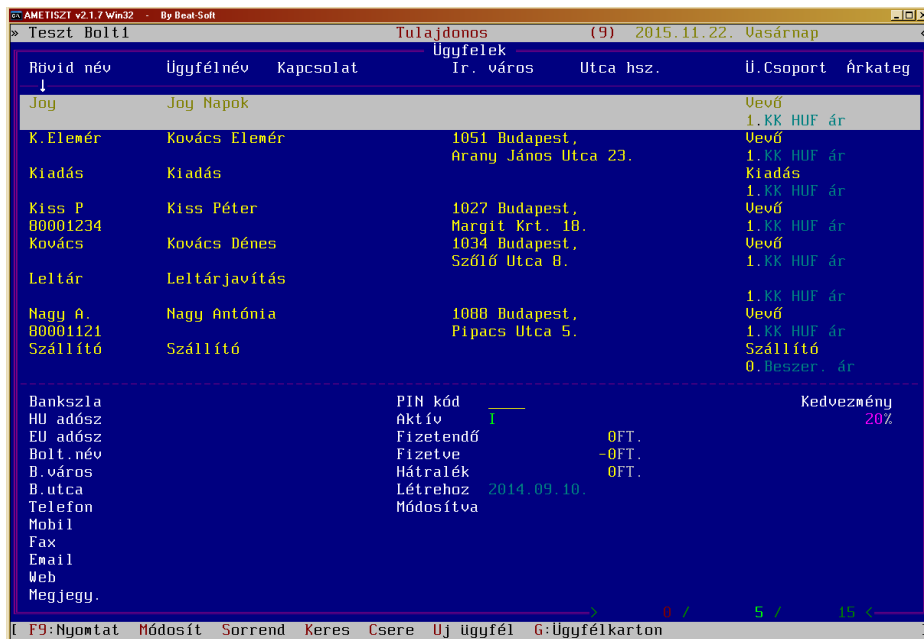 AMETISZT v2.1.7 Win32 - By Beat-Soft
» Teszt Bolt1 Tulajdonos (9) 2015.11.22. Vasárnap «
Ügyfelek
Rövid név Ügyfélnév Kapcsolat Ir. város Utca hsz. Ü.Csoport Árkateg
Joy Joy Napok Vevő
1.KK HUF ár
K.Elemér Kovács Elemér 1051 Budapest, Vevő
Arany János Utca 23. 1.KK HUF ár
Kiadás Kiadás Kiadás
1.KK HUF ár
Kiss P Kiss Péter 1027 Budapest, Vevő
80001234 Margit Krt. 18. 1.KK HUF ár
Kovács Kovács Dénes 1034 Budapest, Vevő
Szőlő Utca 8. 1.KK HUF ár
Leltár Leltárjavítás
1.KK HUF ár
Nagy A. Nagy Antónia 1088 Budapest, Vevő
80001121 Pipacs Utca 5. 1.KK HUF ár
Szállító Szállító Szállító
0.Beszer. ár
Bankszla PIN kód ____ Kedvezmény
HU adósz Aktív I 20%
EU adósz Fizetendő 0FT.
Bolt.név Fizetve -0FT.
B.város Hátralék 0FT.
B.utca Létrehoz 2014.09.10.
Telefon Módosítva
Mobil
Fax
Email
Web
Megjegy.
> 0 / 5 / 15 <
[ F9:Nyomtat Módosít Sorrend Keres Csere Uj ügyfél G:Ügyfélkarton